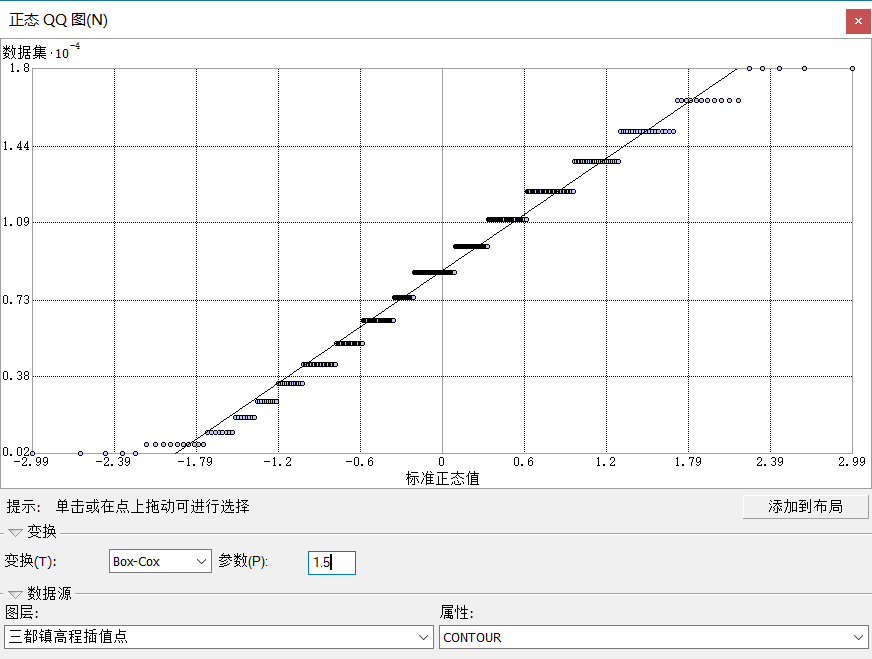 正态 QQ 图(N)
数据集·10⁻⁴
1.8
1.44
1.09
0.73
0.38
0.02
-2.99 -2.39 -1.79 -1.2 -0.6 0 0.6 1.2 1.79 2.39 2.99
标准正态值
提示: 单击或在点上拖动可进行选择 添加到布局
变换
变换(T): Box-Cox 参数(P): 1.5
数据源
图层: 属性:
三都镇高程插值点 CONTOUR